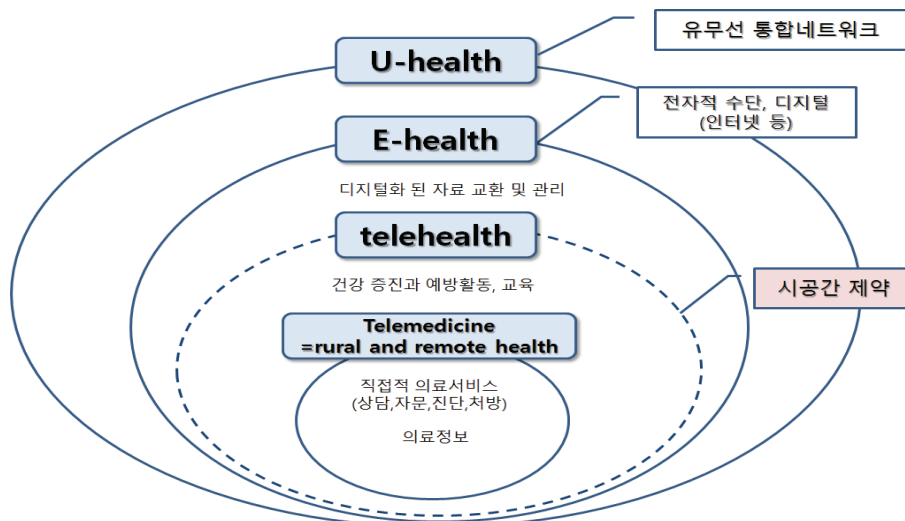 유무선 통합네트워크
U-health
전자적 수단, 디지털
(인터넷 등)
E-health
디지털화 된 자료 교환 및 관리
telehealth
건강 증진과 예방활동, 교육
시공간 제약
Telemedicine
=rural and remote health
직접적 의료서비스
(상담,자문,진단,처방)
의료정보